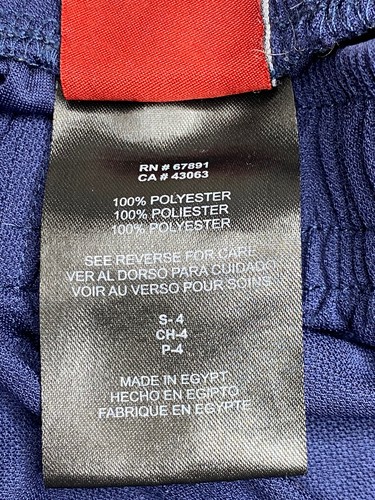 RN # 67891
CA # 43063
100% POLYESTER
100% POLIESTER
100% POLYESTER
SEE REVERSE FOR CARE
VER AL DORSO PARA CUIDADO
VOIR AU VERSO POUR SOINS
S- 4
CH-4
P-4
MADE IN EGYPT
HECHO EN EGIPTO
FABRIQUE EN EGYPTE